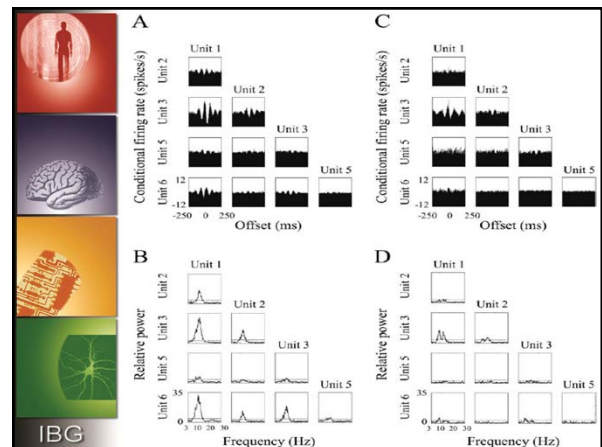 A
Unit 1
Unit 2
Unit 3
Unit 5
Unit 2
Unit 3
Unit 5
Unit 6
Conditional firing rate (spikes/s)
12
-12
-250 0 250
Offset (ms)
B
Unit 1
Unit 2
Unit 3
Unit 5
Unit 2
Unit 3
Unit 5
Unit 6
Relative power
35
0
3 10 30
Frequency (Hz)
C
Unit 1
Unit 2
Unit 3
Unit 5
Unit 2
Unit 3
Unit 5
Unit 6
Conditional firing rate (spikes/s)
12
-12
-250 0 250
Offset (ms)
D
Unit 1
Unit 2
Unit 3
Unit 5
Unit 2
Unit 3
Unit 5
Unit 6
Relative power
35
0
3 10 30
Frequency (Hz)
IBG